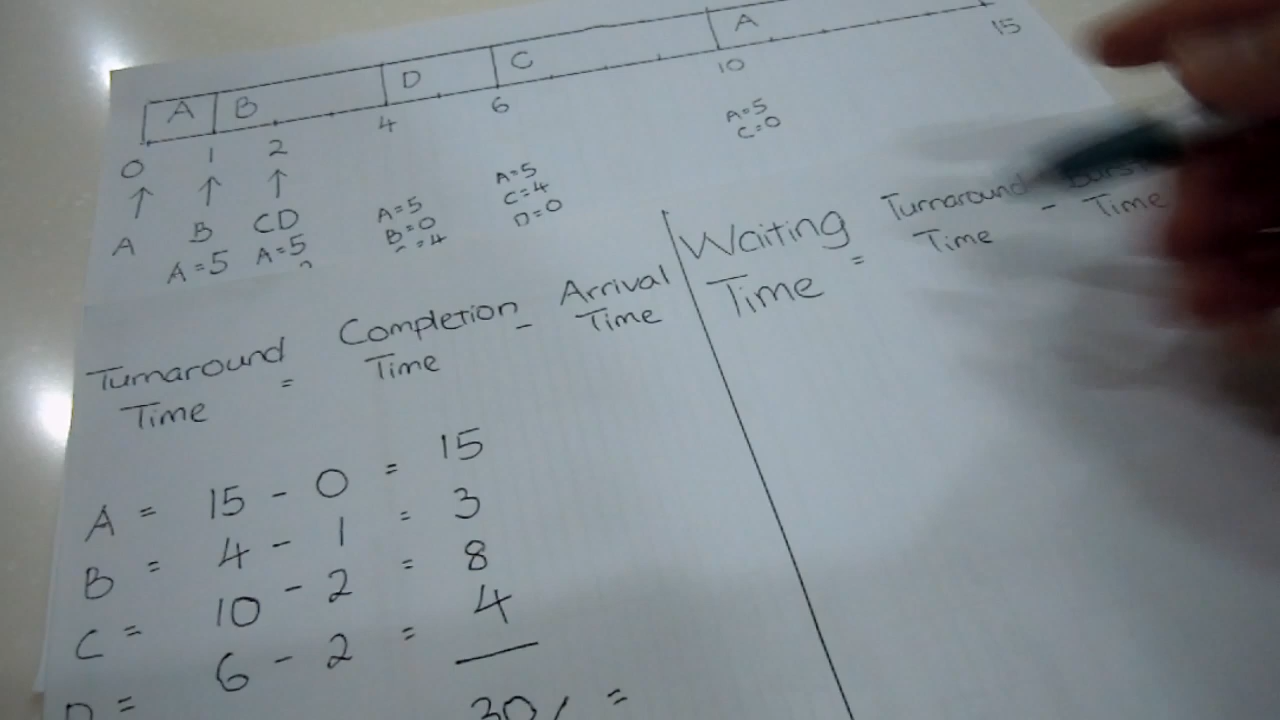 A B D C A
0 1 2 4 6 10 15
↑ ↑ ↑
A B CD
A=5 A=5 A=5 A=5 A=5
B=0 C=4 C=0
=4 D=0
Turnaround Time = Completion Time - Arrival Time
Waiting Time = Turnaround Time - Time
A = 15 - 0 = 15
B = 4 - 1 = 3
C = 10 - 2 = 8
D = 6 - 2 = 4
30/ =